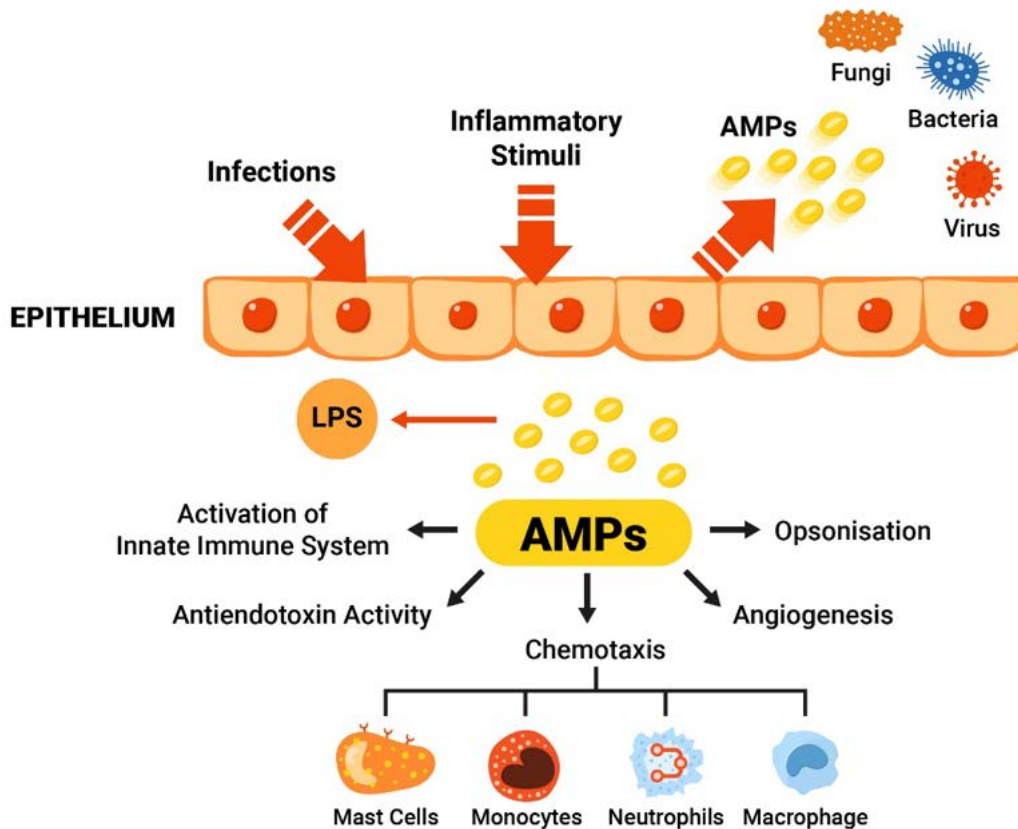 Fungi
Bacteria
Virus
AMPs
Inflammatory
Stimuli
Infections
EPITHELIUM
LPS
AMPs
Activation of
Innate Immune System
Opsonisation
Antiendotoxin Activity
Angiogenesis
Chemotaxis
Mast Cells
Monocytes
Neutrophils
Macrophage